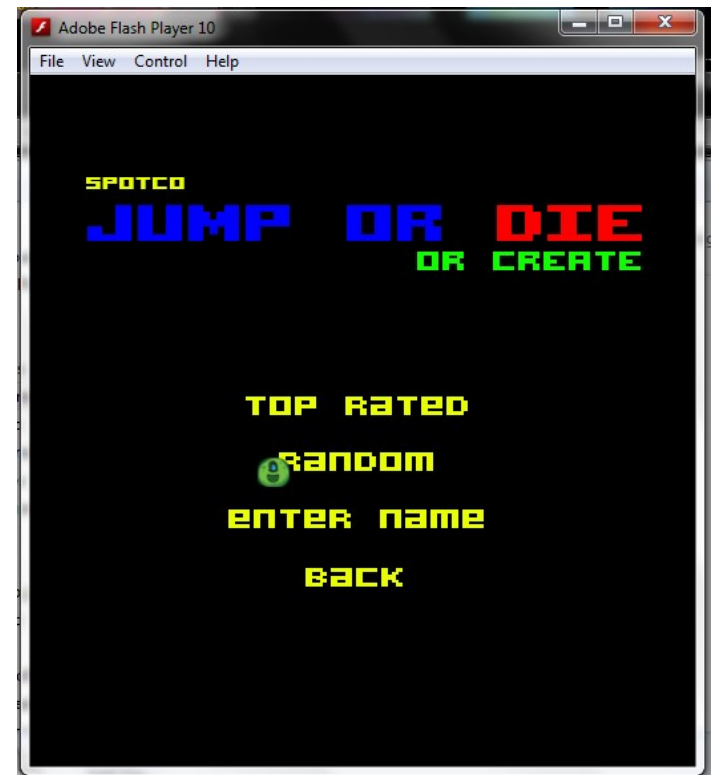 Adobe Flash Player 10
File View Control Help
SPOTCO
JUMP OR DIE
OR CREATE
TOP RATED
RANDOM
ENTER NAME
BACK